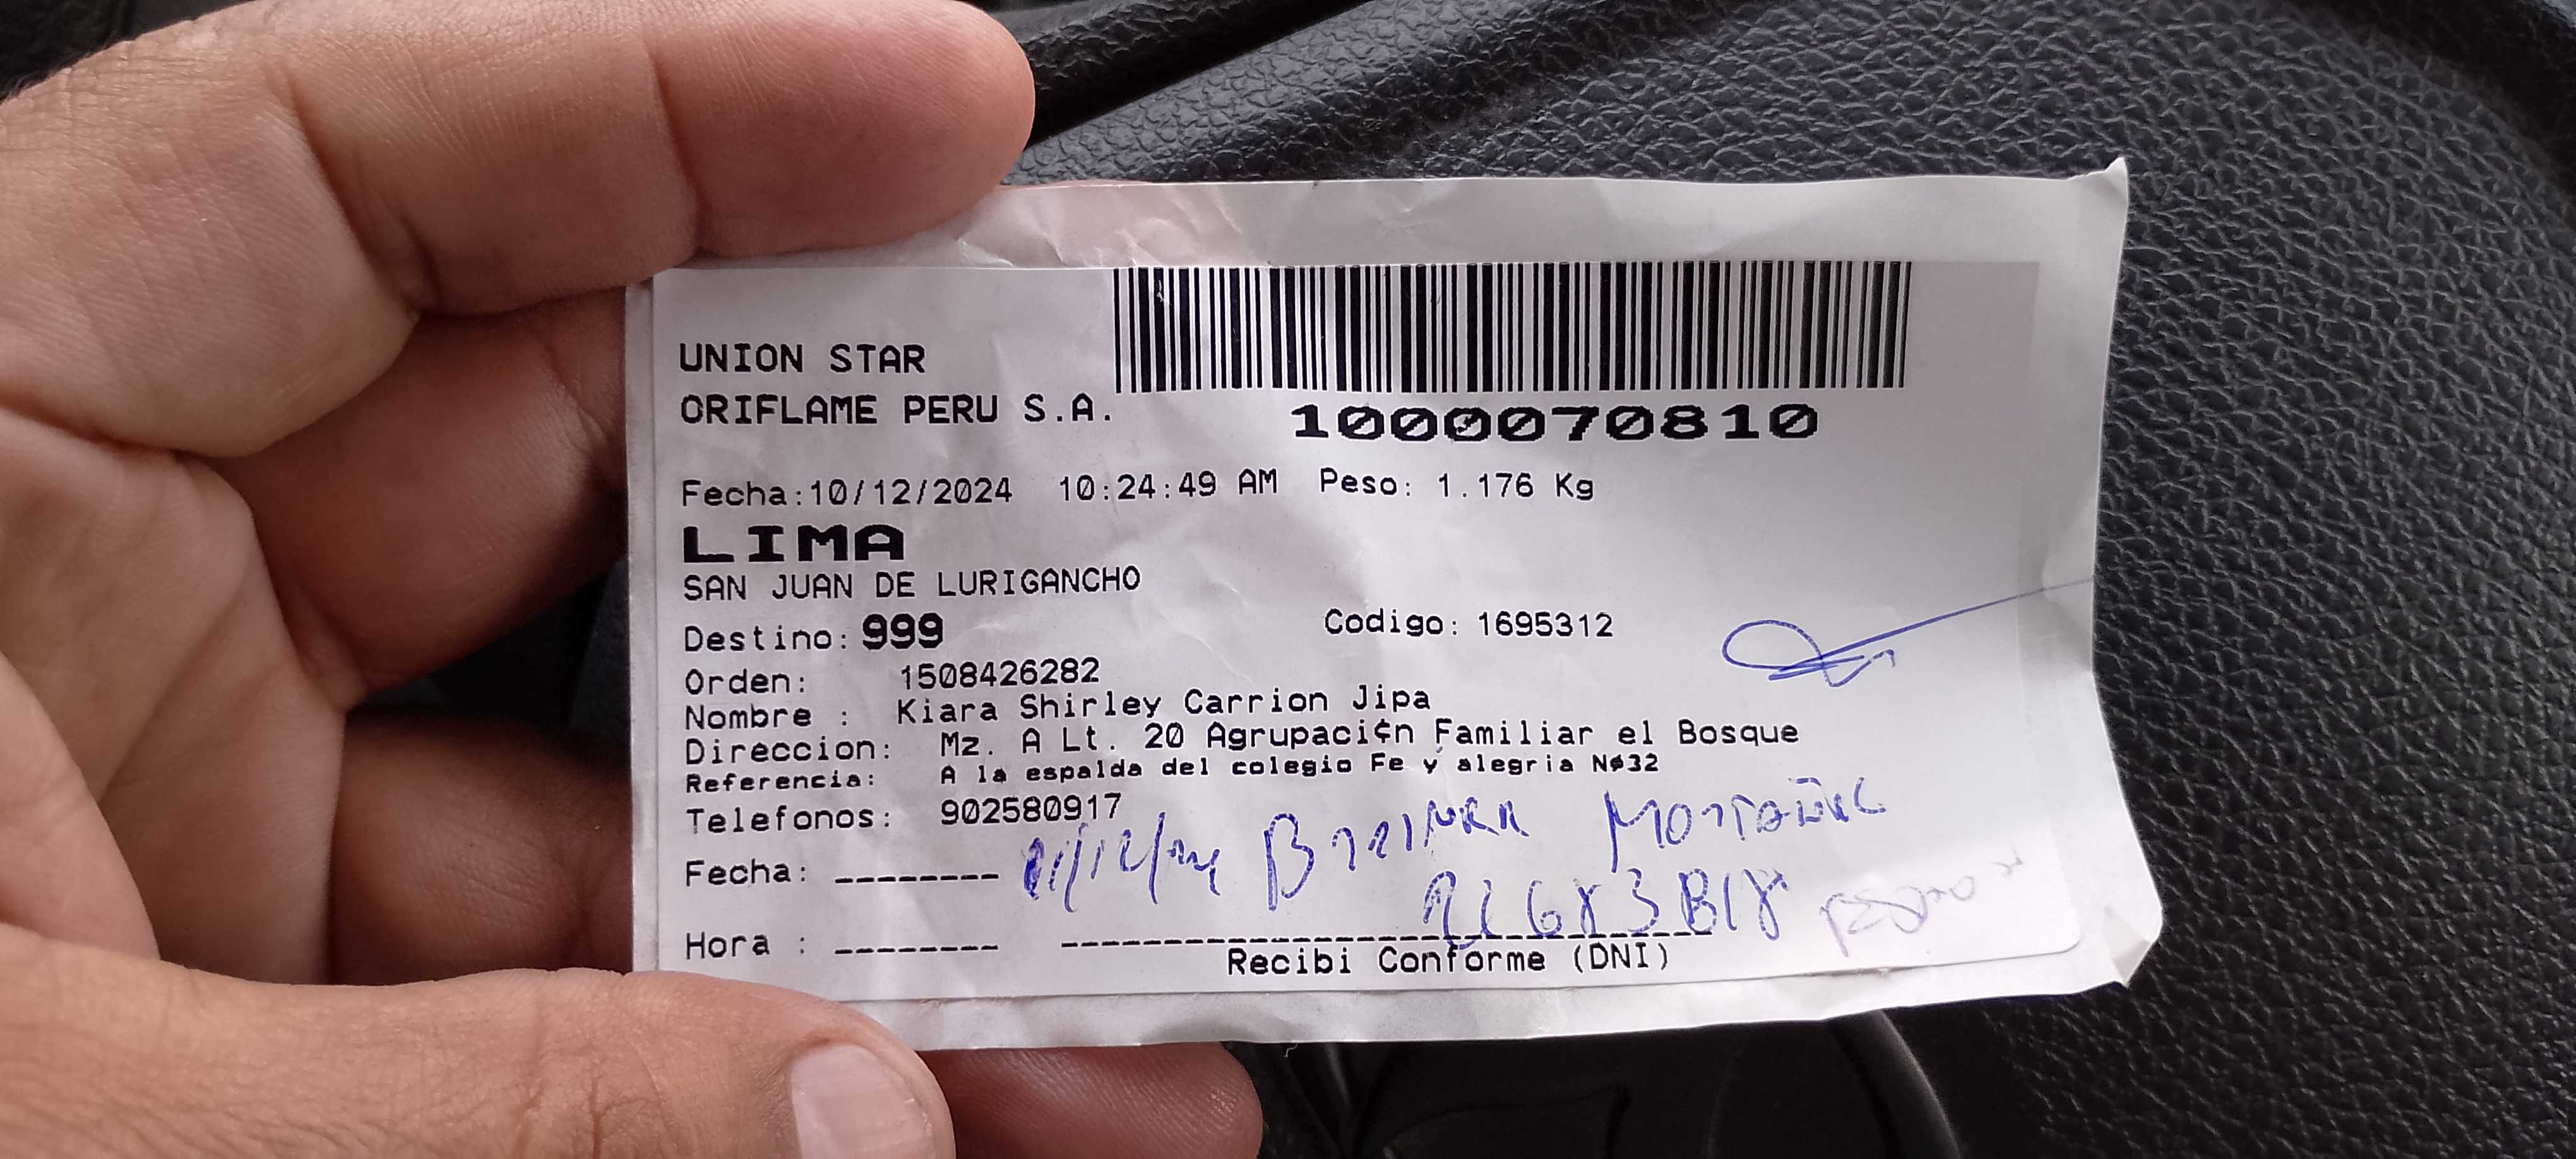 UNION STAR
ORIFLAME PERU S.A.
1000070810
Fecha:10/12/2024 10:24:49 AM Peso: 1.176 Kg
LIMA
SAN JUAN DE LURIGANCHO
Destino: 999 Codigo: 1695312
Orden: 1508426282
Nombre : Kiara Shirley Carrion Jipa
Direccion: Mz. A Lt. 20 Agrupaci¢n Familiar el Bosque
Referencia: A la espalda del colegio Fe y alegria Nø32
Telefonos: 902580917
Fecha: --------
Hora : --------
Recibi Conforme (DNI)